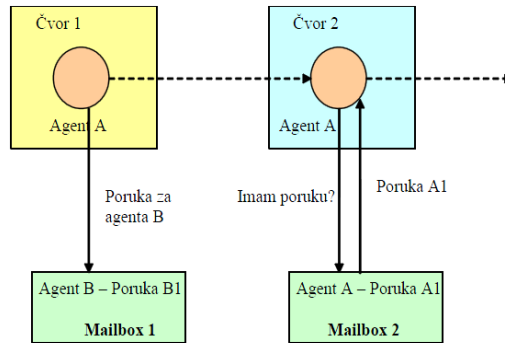 Čvor 1
Agent A
Čvor 2
Agent A
Poruka za
agenta B
Imam poruku?
Poruka A1
Agent B – Poruka B1
Mailbox 1
Agent A – Poruka A1
Mailbox 2